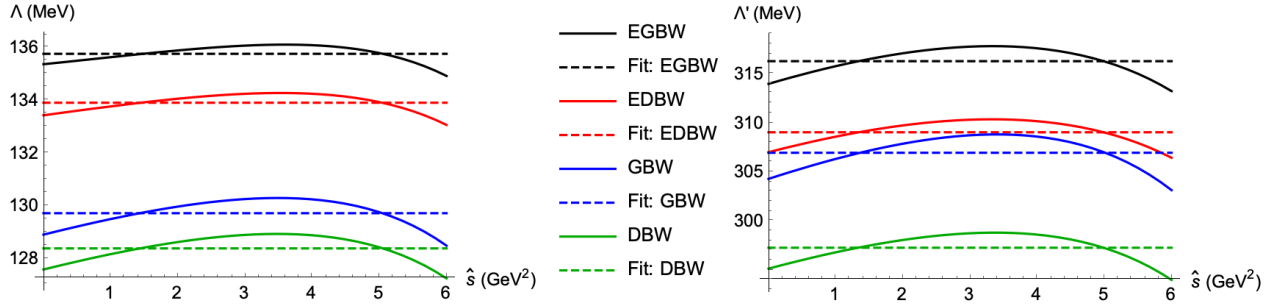 Λ (MeV)
136
134
132
130
128
1 2 3 4 5 6
ŝ (GeV²)
EGBW
Fit: EGBW
EDBW
Fit: EDBW
GBW
Fit: GBW
DBW
Fit: DBW
Λ' (MeV)
315
310
305
300
1 2 3 4 5 6
ŝ (GeV²)